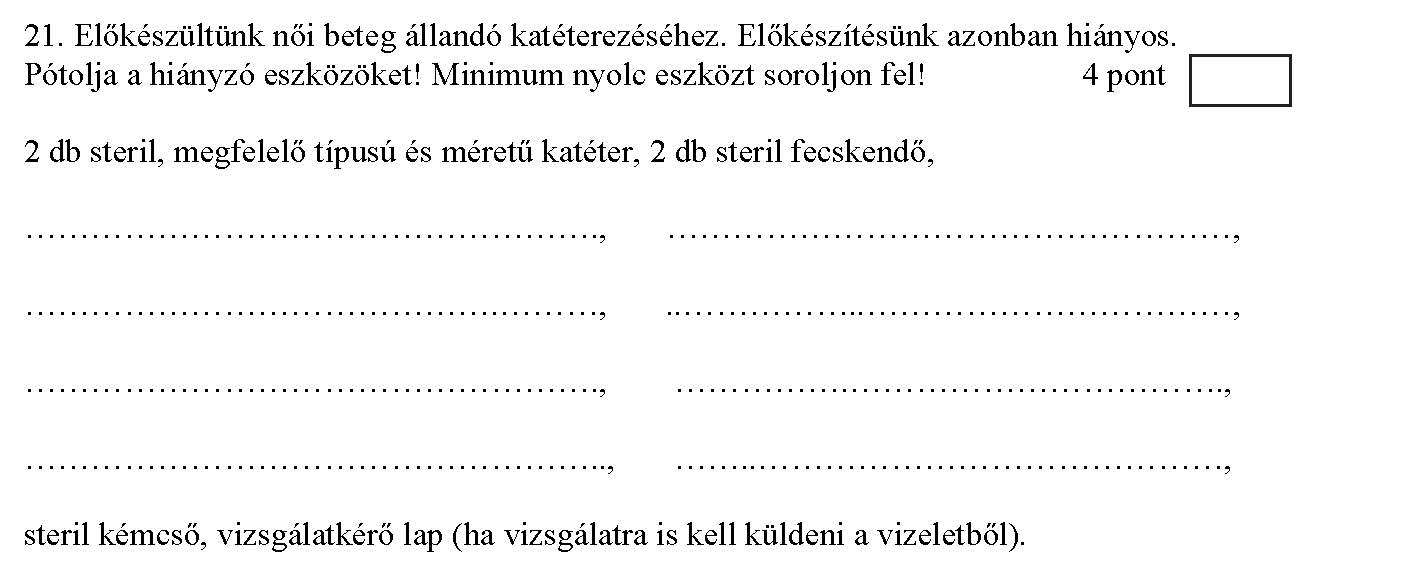 21. Előkészültünk női beteg állandó katéterezéséhez. Előkészítésünk azonban hiányos.
Pótolja a hiányzó eszközöket! Minimum nyolc eszközt soroljon fel! 4 pont
2 db steril, megfelelő típusú és méretű katéter, 2 db steril fecskendő,
……………………………………………………, ……………………………………………………,
……………………………………………………, ……………………………………………………,
……………………………………………………, ……………………………………………………,
……………………………………………………, ……………………………………………………,
steril kémcső, vizsgálatkérő lap (ha vizsgálatra is kell küldeni a vizeletből).